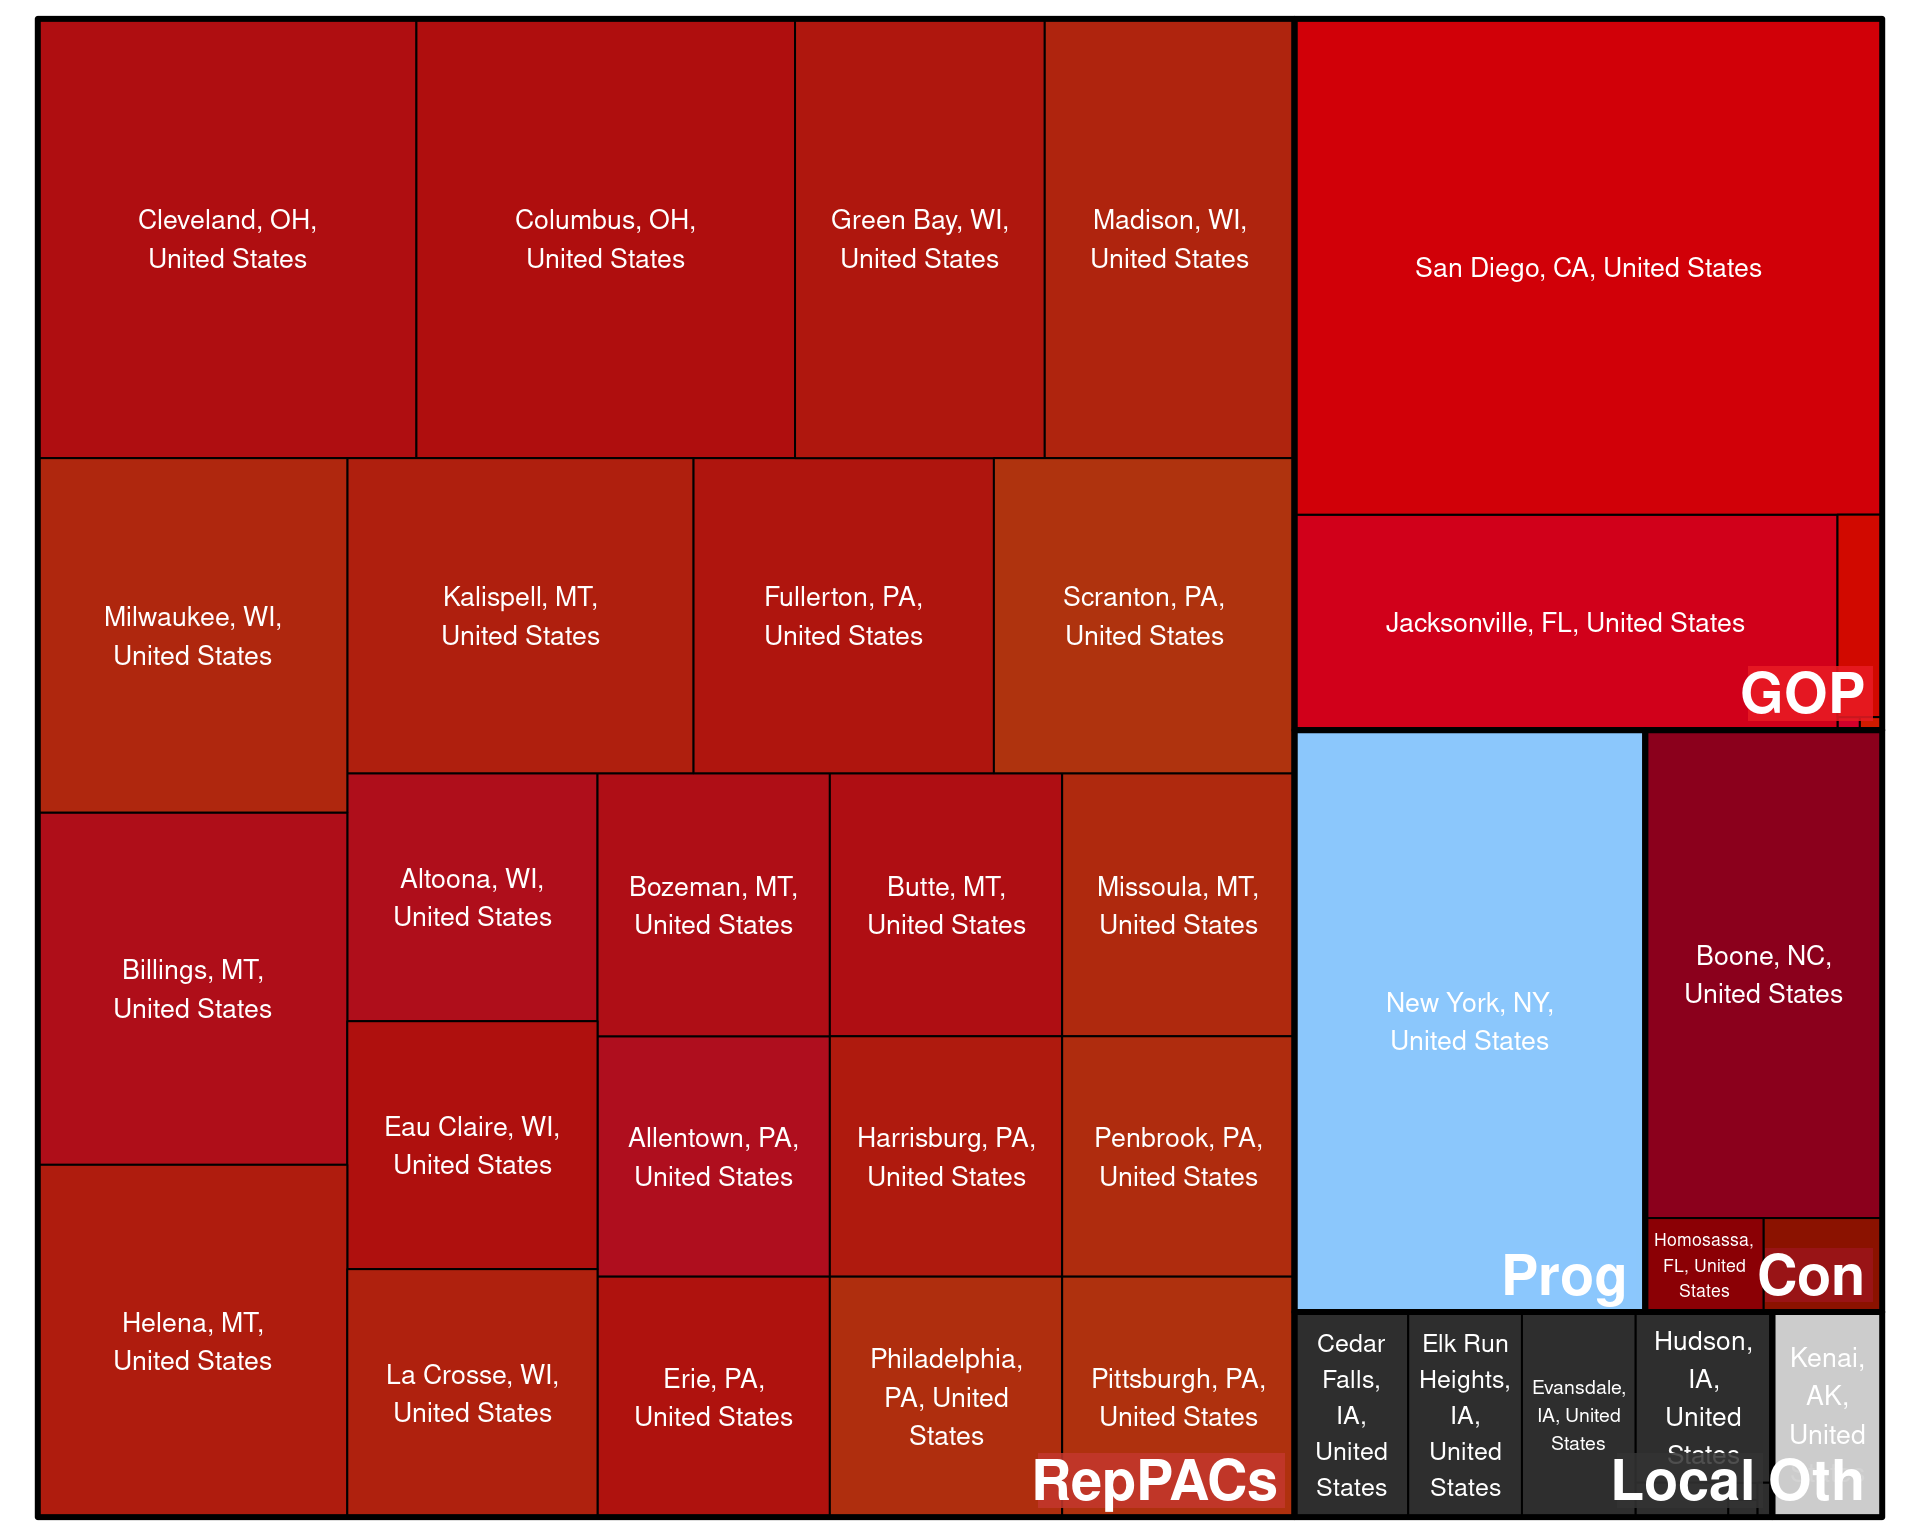 Cleveland, OH,
United States
Columbus, OH,
United States
Green Bay, WI,
United States
Madison, WI,
United States
San Diego, CA, United States
Milwaukee, WI,
United States
Kalispell, MT,
United States
Fullerton, PA,
United States
Scranton, PA,
United States
Jacksonville, FL, United States
GOP
Billings, MT,
United States
Altoona, WI,
United States
Bozeman, MT,
United States
Butte, MT,
United States
Missoula, MT,
United States
New York, NY,
United States
Prog
Boone, NC,
United States
Homosassa,
FL, United
States
Con
Eau Claire, WI,
United States
Allentown, PA,
United States
Harrisburg, PA,
United States
Penbrook, PA,
United States
Helena, MT,
United States
La Crosse, WI,
United States
Erie, PA,
United States
Philadelphia,
PA, United
States
Pittsburgh, PA,
United States
RepPACs
Cedar
Falls,
IA,
United
States
Elk Run
Heights,
IA,
United
States
Evansdale,
IA, United
States
Hudson,
IA,
United
States
Local
Kenai,
AK,
United
Oth